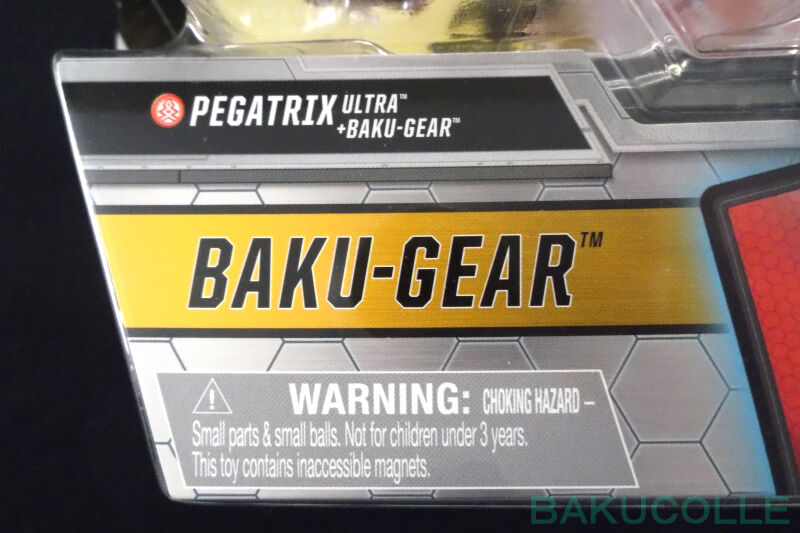 PEGATRIX ULTRA™
+BAKU-GEAR™
BAKU-GEAR™
WARNING: CHOKING HAZARD –
Small parts & small balls. Not for children under 3 years.
This toy contains inaccessible magnets.
BAKUCOLLE